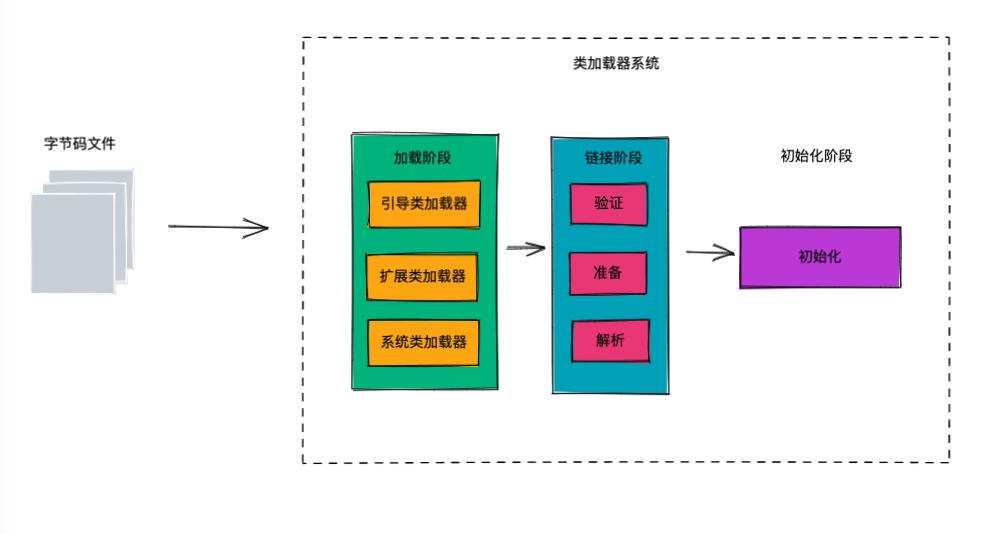 类加载器系统
字节码文件
加载阶段
链接阶段
初始化阶段
引导类加载器
验证
扩展类加载器
准备
初始化
系统类加载器
解析